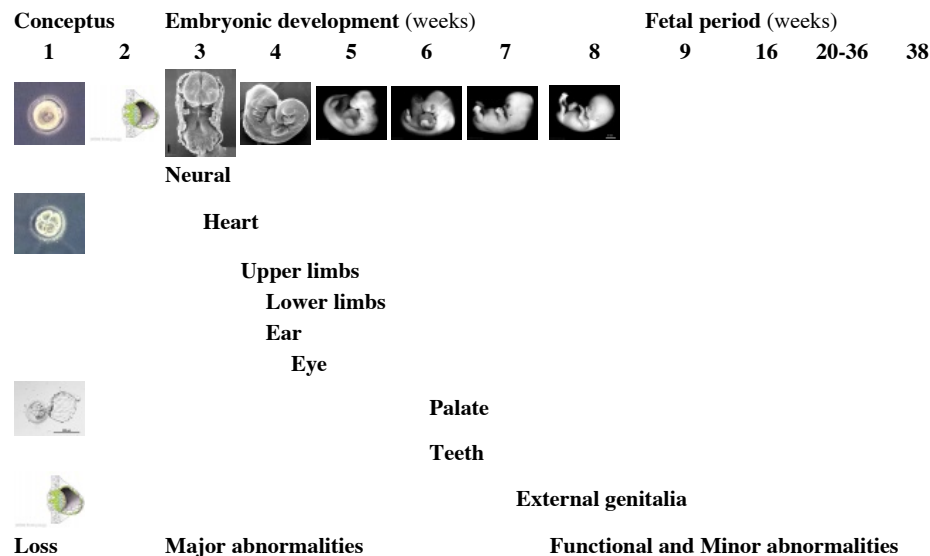 Conceptus Embryonic development (weeks) Fetal period (weeks)
1 2 3 4 5 6 7 8 9 16 20-36 38
Neural
Heart
Upper limbs
Lower limbs
Ear
Eye
Palate
Teeth
External genitalia
Loss Major abnormalities Functional and Minor abnormalities